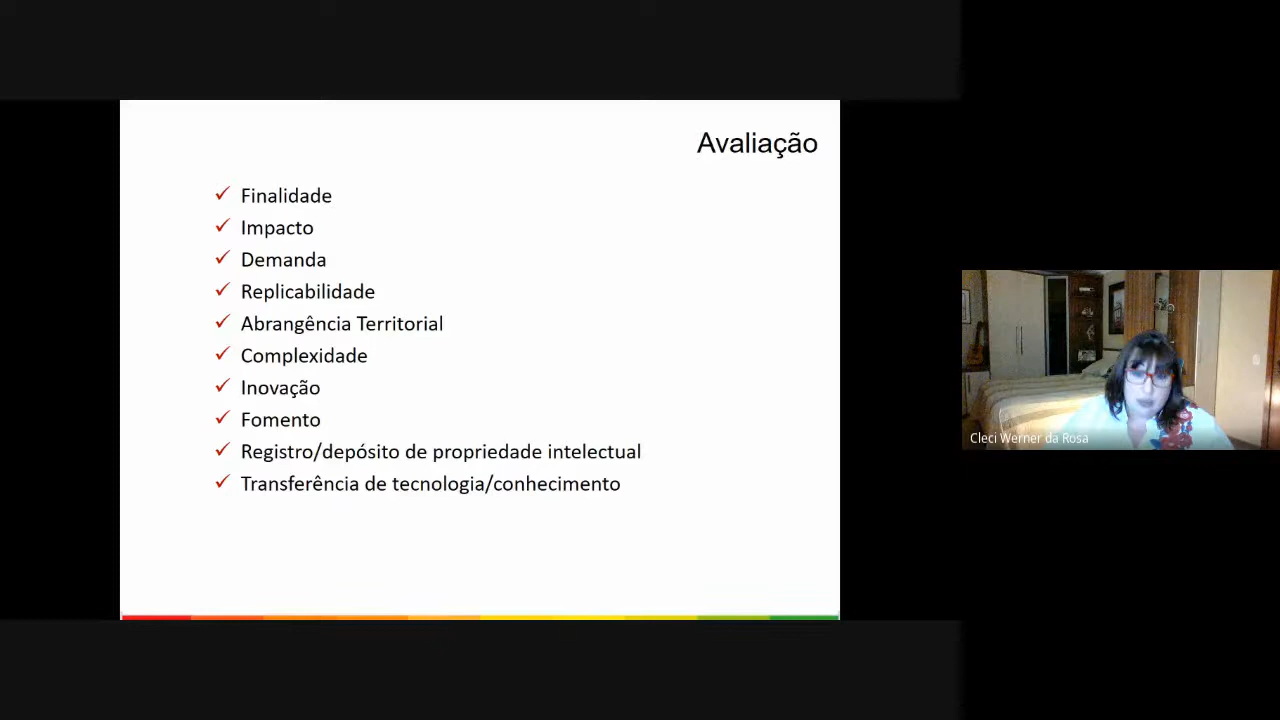 Avaliação
✓ Finalidade
✓ Impacto
✓ Demanda
✓ Replicabilidade
✓ Abrangência Territorial
✓ Complexidade
✓ Inovação
✓ Fomento
✓ Registro/depósito de propriedade intelectual
✓ Transferência de tecnologia/conhecimento
Cleci Werner da Rosa